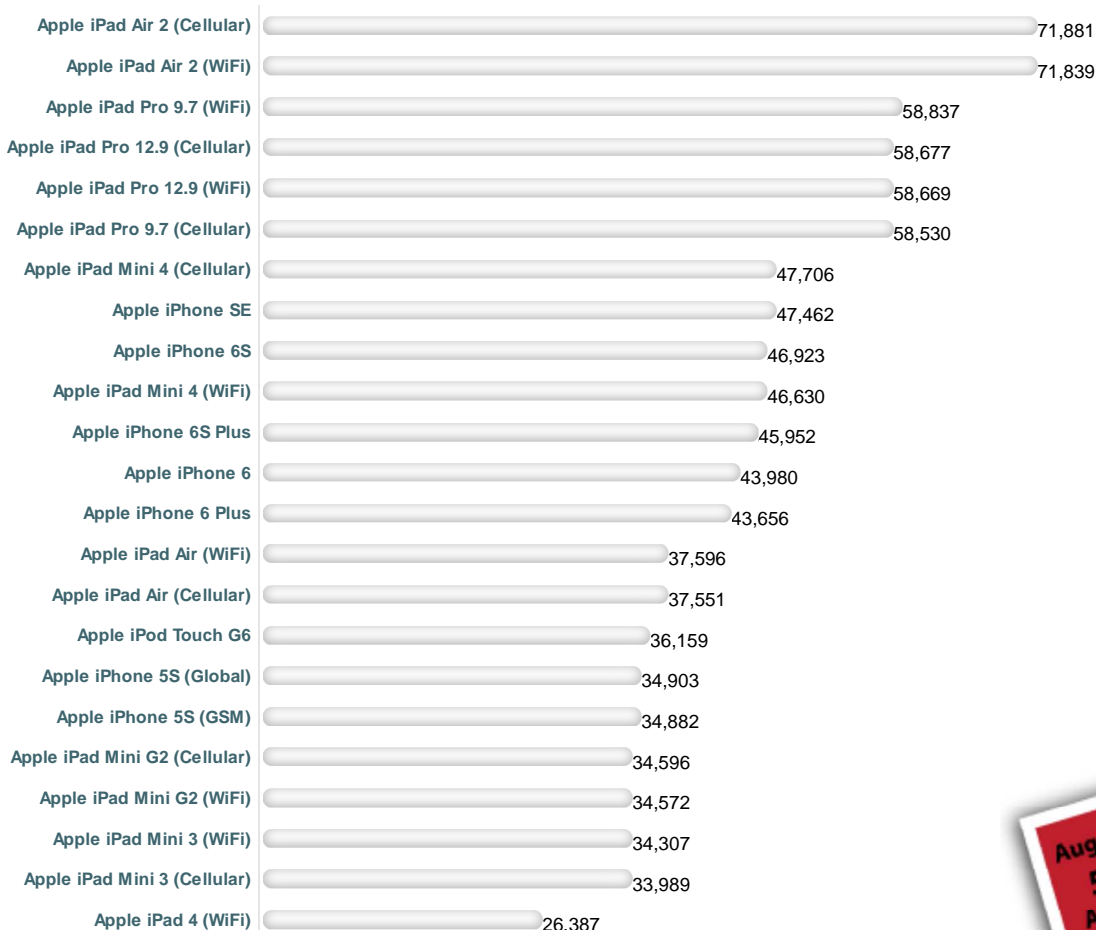 Apple iPad Air 2 (Cellular) 71,881
Apple iPad Air 2 (WiFi) 71,839
Apple iPad Pro 9.7 (WiFi) 58,837
Apple iPad Pro 12.9 (Cellular) 58,677
Apple iPad Pro 12.9 (WiFi) 58,669
Apple iPad Pro 9.7 (Cellular) 58,530
Apple iPad Mini 4 (Cellular) 47,706
Apple iPhone SE 47,462
Apple iPhone 6S 46,923
Apple iPad Mini 4 (WiFi) 46,630
Apple iPhone 6S Plus 45,952
Apple iPhone 6 43,980
Apple iPhone 6 Plus 43,656
Apple iPad Air (WiFi) 37,596
Apple iPad Air (Cellular) 37,551
Apple iPod Touch G6 36,159
Apple iPhone 5S (Global) 34,903
Apple iPhone 5S (GSM) 34,882
Apple iPad Mini G2 (Cellular) 34,596
Apple iPad Mini G2 (WiFi) 34,572
Apple iPad Mini 3 (WiFi) 34,307
Apple iPad Mini 3 (Cellular) 33,989
Apple iPad 4 (WiFi) 26,387
Aug